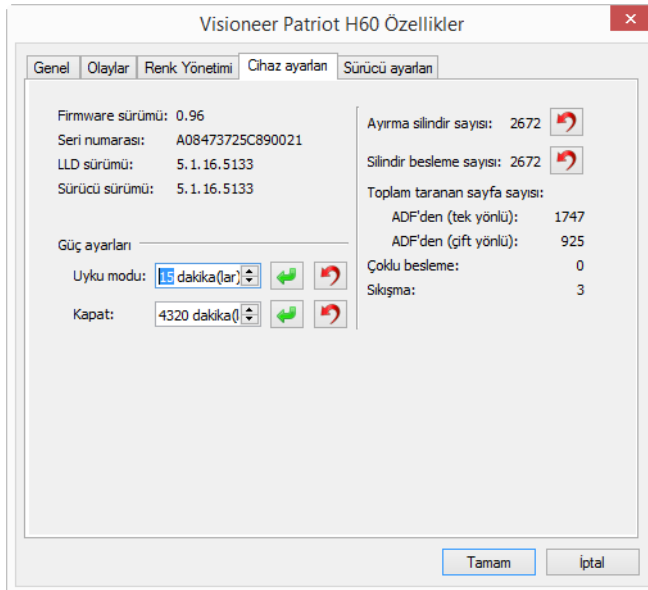 Visioneer Patriot H60 Özellikler
Genel Olaylar Renk Yönetimi Cihaz ayarları Sürücü ayarları
Firmware sürümü: 0.96
Seri numarası: A08473725C890021
LLD sürümü: 5.1.16.5133
Sürücü sürümü: 5.1.16.5133
Güç ayarları
Uyku modu: 15 dakika(lar)
Kapat: 4320 dakika(l
Ayırma silindir sayısı: 2672
Silindir besleme sayısı: 2672
Toplam taranan sayfa sayısı:
ADF'den (tek yönlü): 1747
ADF'den (çift yönlü): 925
Çoklu besleme: 0
Sıkışma: 3
Tamam İptal